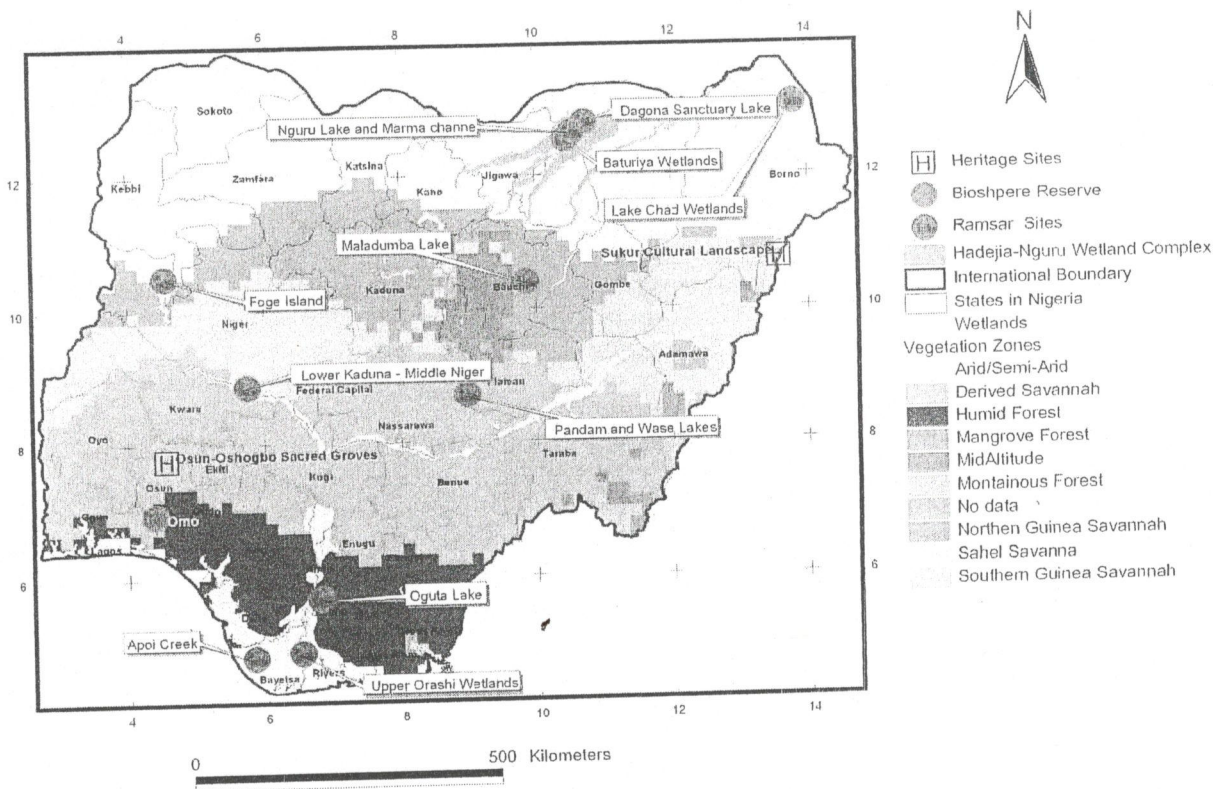 4 6 8 10 12 14
N
Sokoto
Dagona Sanctuary Lake
Nguru Lake and Marma channe
Katsina
Baturiya Wetlands
Zamfara
Jigawa
Kano
Borno
Kebbi
12 12
Lake Chad Wetlands
Maladumba Lake
Sukur Cultural Landscape H
Kaduna
Bauchi
Gombe
Foge Island
10 10
Niger
Adamawa
Lower Kaduna - Middle Niger
Federal Capital
Kwara
Pandam and Wase Lakes
Nassarawa
Oyo
8 8
Taraba
H Osun-Oshogbo Sacred Groves
Ekiti
Kogi
Benue
Osun
Omo
Lagos
Enugu
6 6
Oguta Lake
Apoi Creek
Rivers
Bayelsa
Upper Orashi Wetlands
4 6 8 10 12 14
0 500 Kilometers
H Heritage Sites
Bioshpere Reserve
Ramsar Sites
Hadejia-Nguru Wetland Complex
International Boundary
States in Nigeria
Wetlands
Vegetation Zones
Arid/Semi-Arid
Derived Savannah
Humid Forest
Mangrove Forest
MidAltitude
Montainous Forest
No data
Northen Guinea Savannah
Sahel Savanna
Southern Guinea Savannah